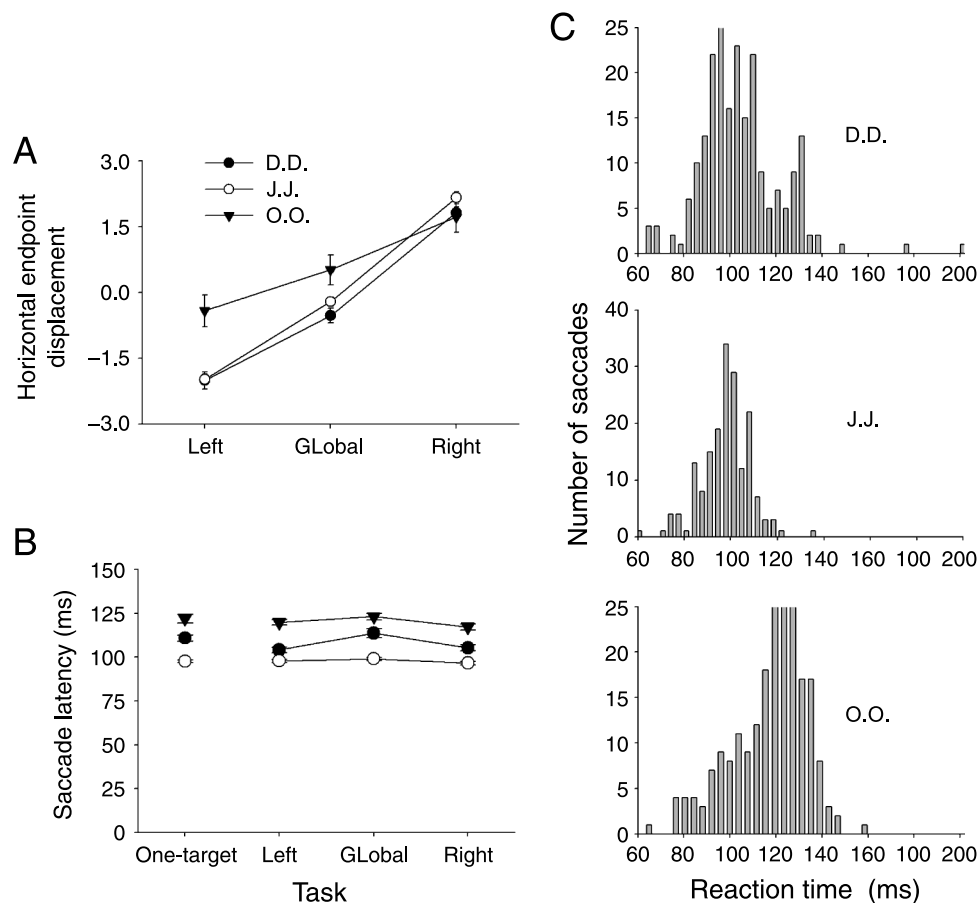 A
3.0
1.5
0.0
−1.5
−3.0
Horizontal endpoint
displacement
D.D.
J.J.
O.O.
Left
GLobal
Right
B
150
125
100
75
50
25
0
Saccade latency (ms)
One-target
Left
GLobal
Right
Task
C
25
20
15
10
5
0
D.D.
60 80 100 120 140 160 100 200
40
30
20
10
0
J.J.
60 80 100 120 140 160 100 200
Number of saccades
25
20
15
10
5
0
O.O.
60 80 100 120 140 160 100 200
Reaction time (ms)